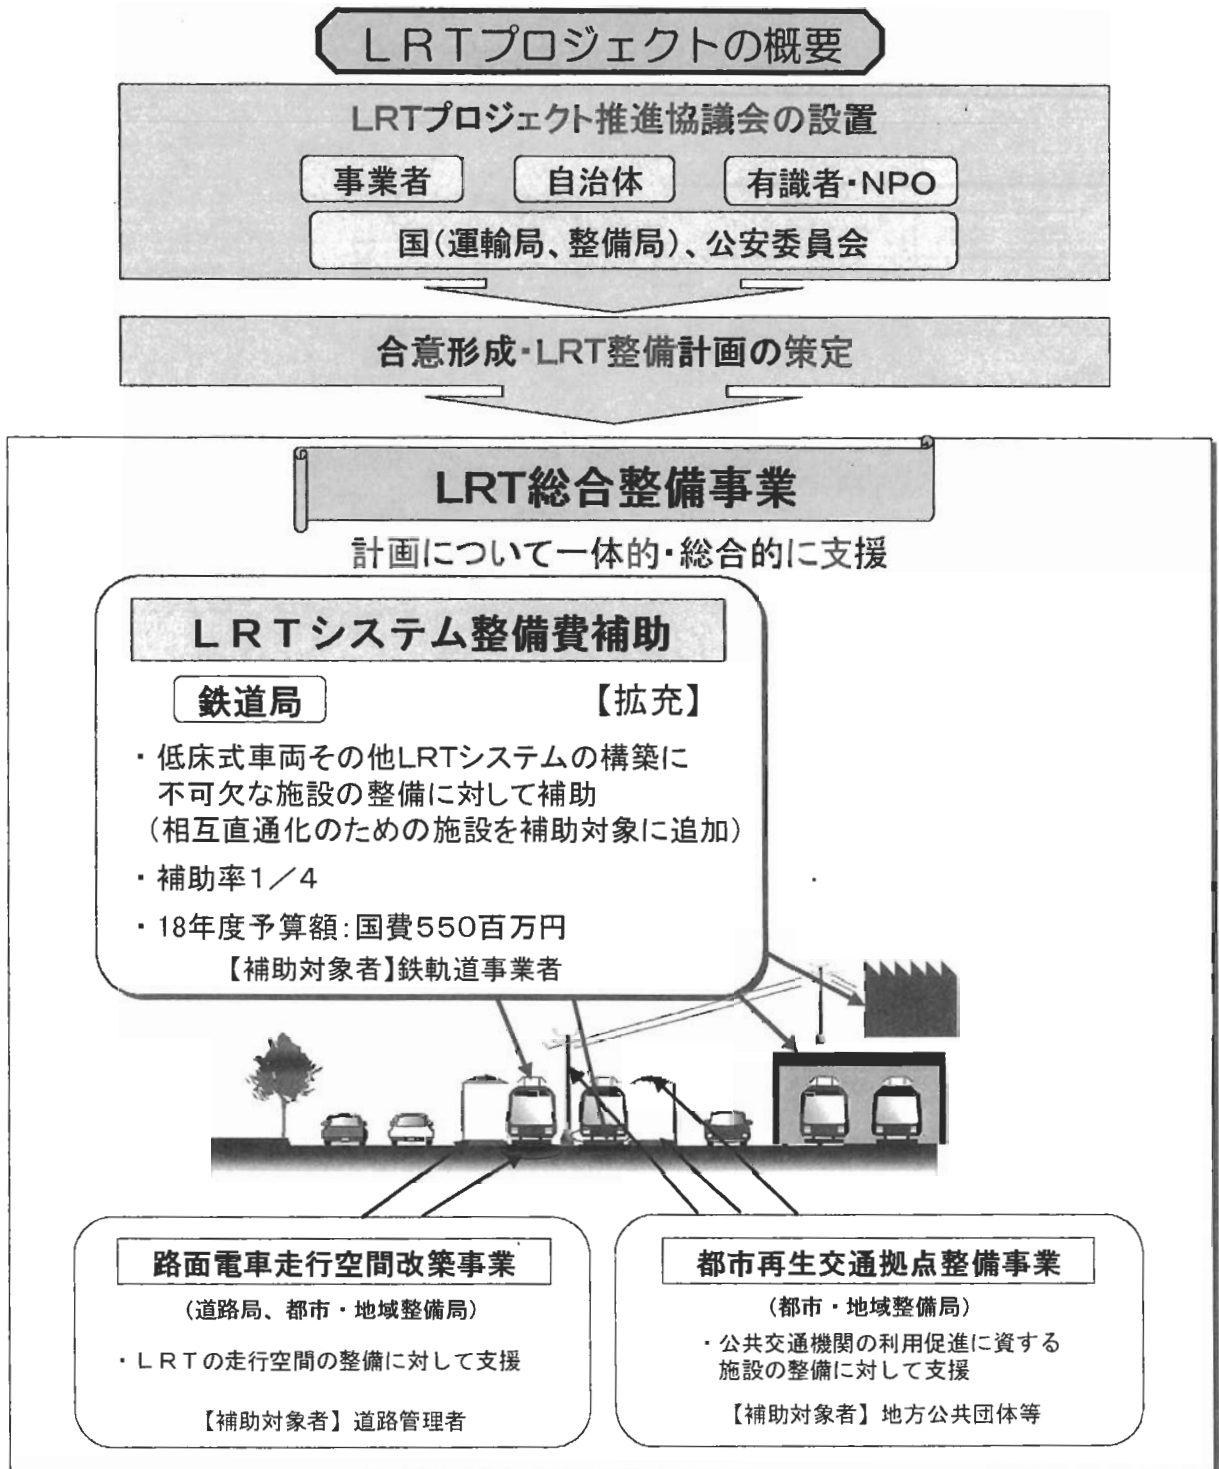 LRTプロジェクトの概要
LRTプロジェクト推進協議会の設置
事業者
自治体
有識者・NPO
国(運輸局、整備局)、公安委員会
合意形成・LRT整備計画の策定
LRT総合整備事業
計画について一体的・総合的に支援
LRTシステム整備費補助
鉄道局
【拡充】
・低床式車両その他LRTシステムの構築に
不可欠な施設の整備に対して補助
(相互直通化のための施設を補助対象に追加)
・補助率1/4
・18年度予算額:国費550百万円
【補助対象者】鉄軌道事業者
路面電車走行空間改築事業
(道路局、都市・地域整備局)
・LRTの走行空間の整備に対して支援
【補助対象者】道路管理者
都市再生交通拠点整備事業
(都市・地域整備局)
・公共交通機関の利用促進に資する
施設の整備に対して支援
【補助対象者】地方公共団体等